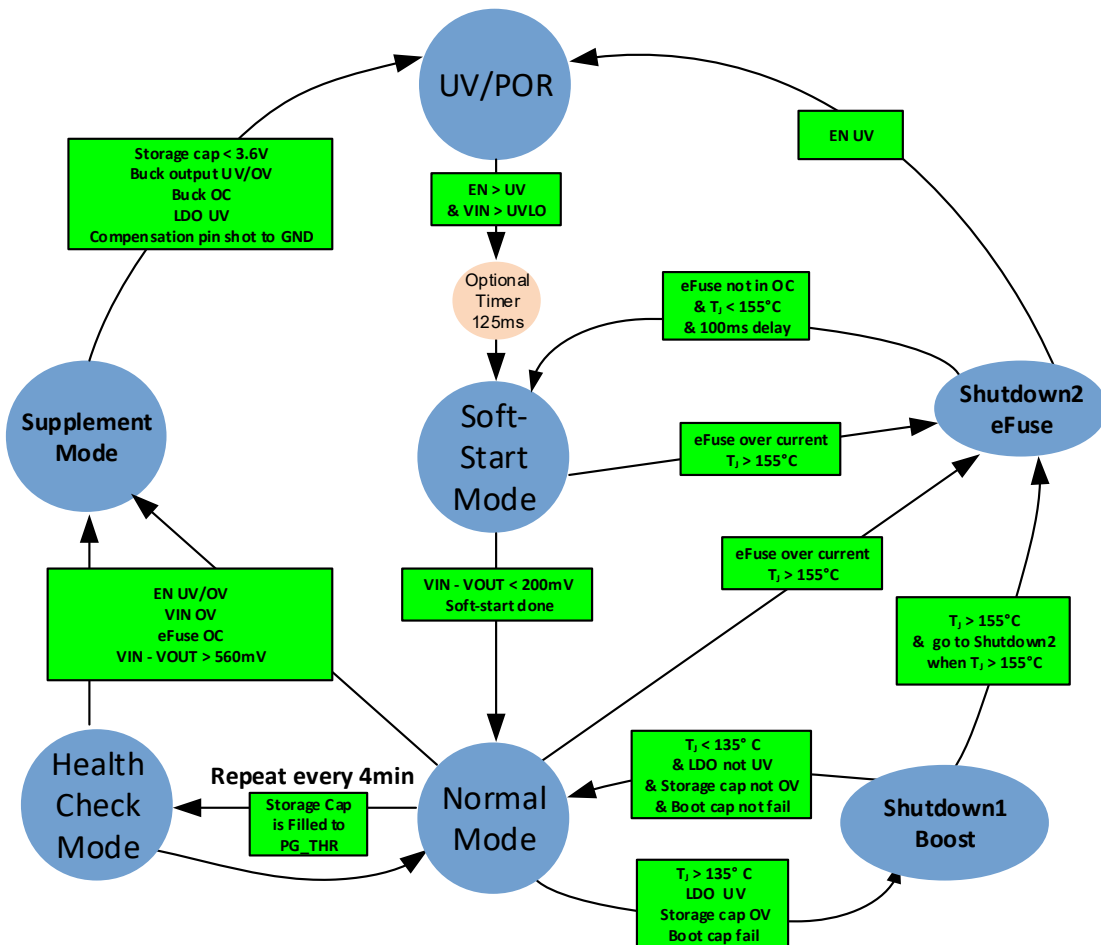 UV/POR
EN UV
Storage cap < 3.6V
Buck output UV/OV
Buck OC
LDO UV
Compensation pin shot to GND
EN > UV
& VIN > UVLO
Optional
Timer
125ms
eFuse not in OC
& TJ < 155°C
& 100ms delay
Supplement
Mode
Soft-
Start
Mode
Shutdown2
eFuse
eFuse over current
TJ > 155°C
eFuse over current
TJ > 155°C
EN UV/OV
VIN OV
eFuse OC
VIN - VOUT > 560mV
VIN - VOUT < 200mV
Soft-start done
TJ > 155°C
& go to Shutdown2
when TJ > 155°C
Health
Check
Mode
Repeat every 4min
Storage Cap
is Filled to
PG_THR
Normal
Mode
TJ < 135° C
& LDO not UV
& Storage cap not OV
& Boot cap not fail
Shutdown1
Boost
TJ > 135° C
LDO UV
Storage cap OV
Boot cap fail